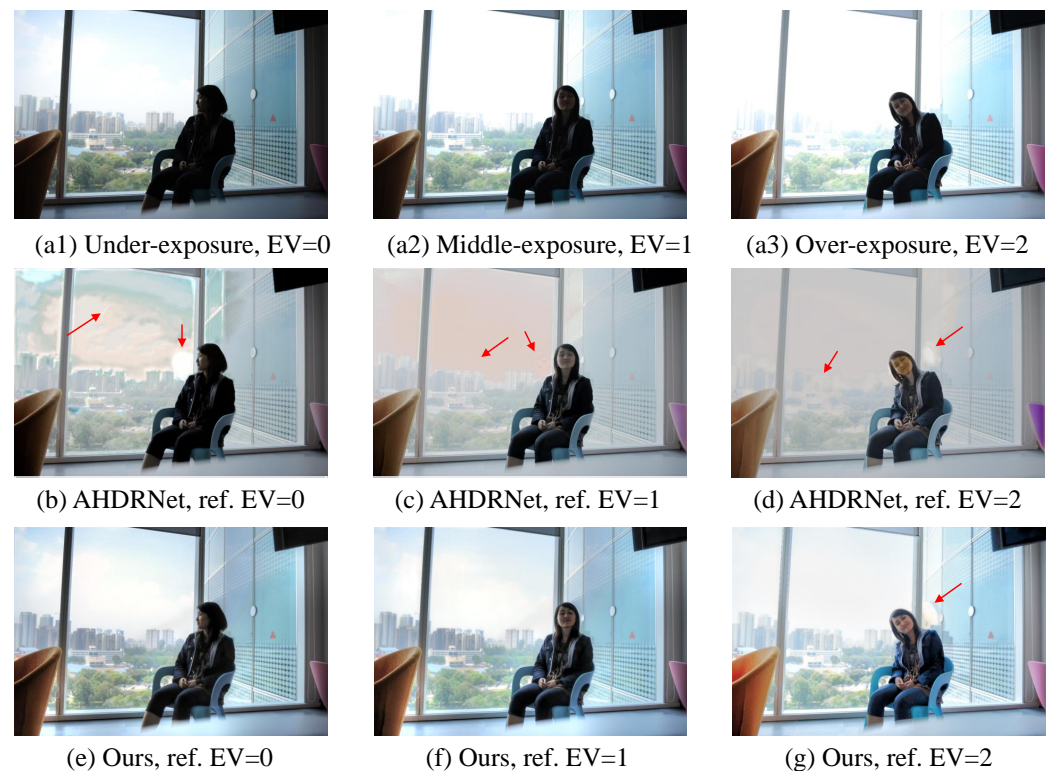 (a1) Under-exposure, EV=0
(a2) Middle-exposure, EV=1
(a3) Over-exposure, EV=2
(b) AHDRNet, ref. EV=0
(c) AHDRNet, ref. EV=1
(d) AHDRNet, ref. EV=2
(e) Ours, ref. EV=0
(f) Ours, ref. EV=1
(g) Ours, ref. EV=2